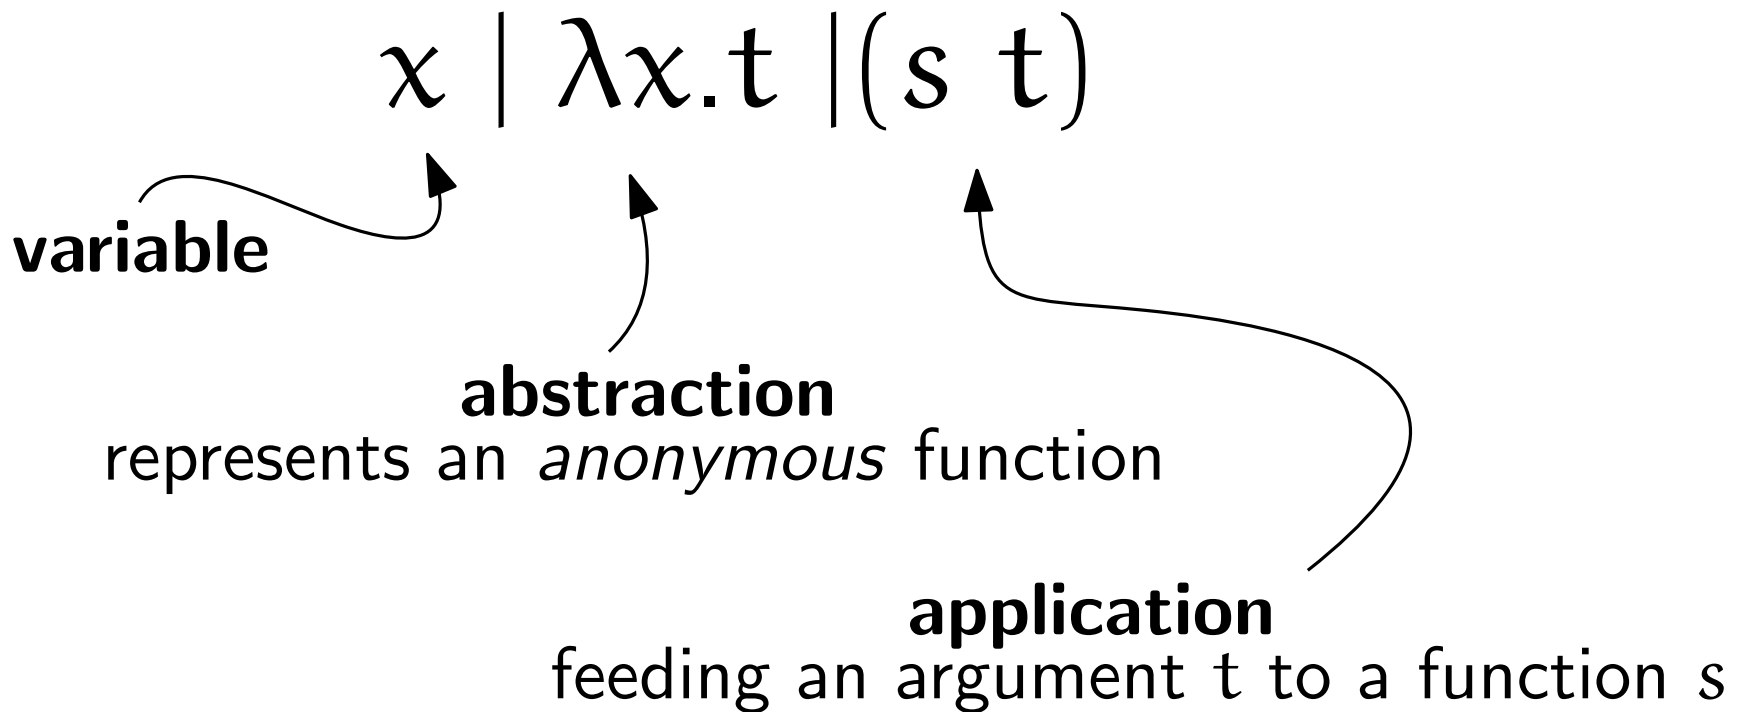 x | λx.t |(s t)
variable
abstraction
represents an anonymous function
application
feeding an argument t to a function s